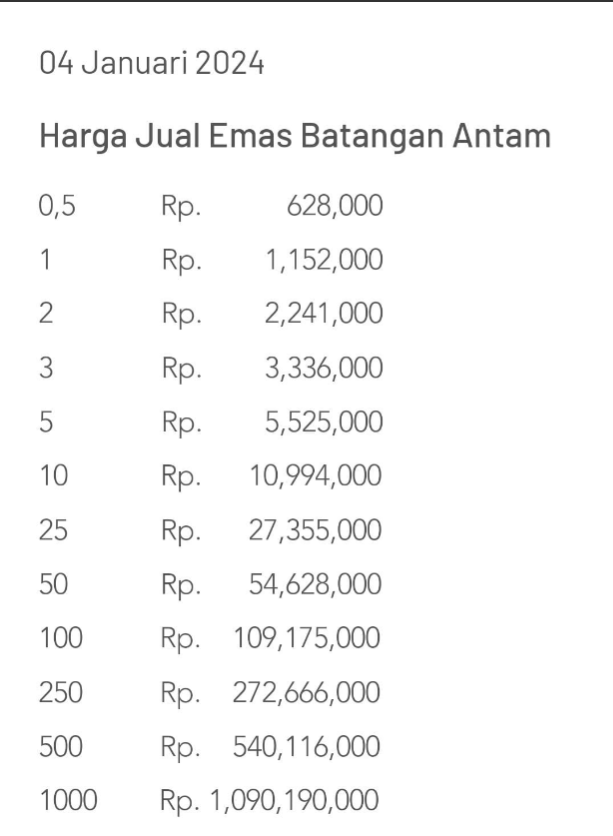 04 Januari 2024
Harga Jual Emas Batangan Antam
0,5 Rp. 628,000
1 Rp. 1,152,000
2 Rp. 2,241,000
3 Rp. 3,336,000
5 Rp. 5,525,000
10 Rp. 10,994,000
25 Rp. 27,355,000
50 Rp. 54,628,000
100 Rp. 109,175,000
250 Rp. 272,666,000
500 Rp. 540,116,000
1000 Rp. 1,090,190,000